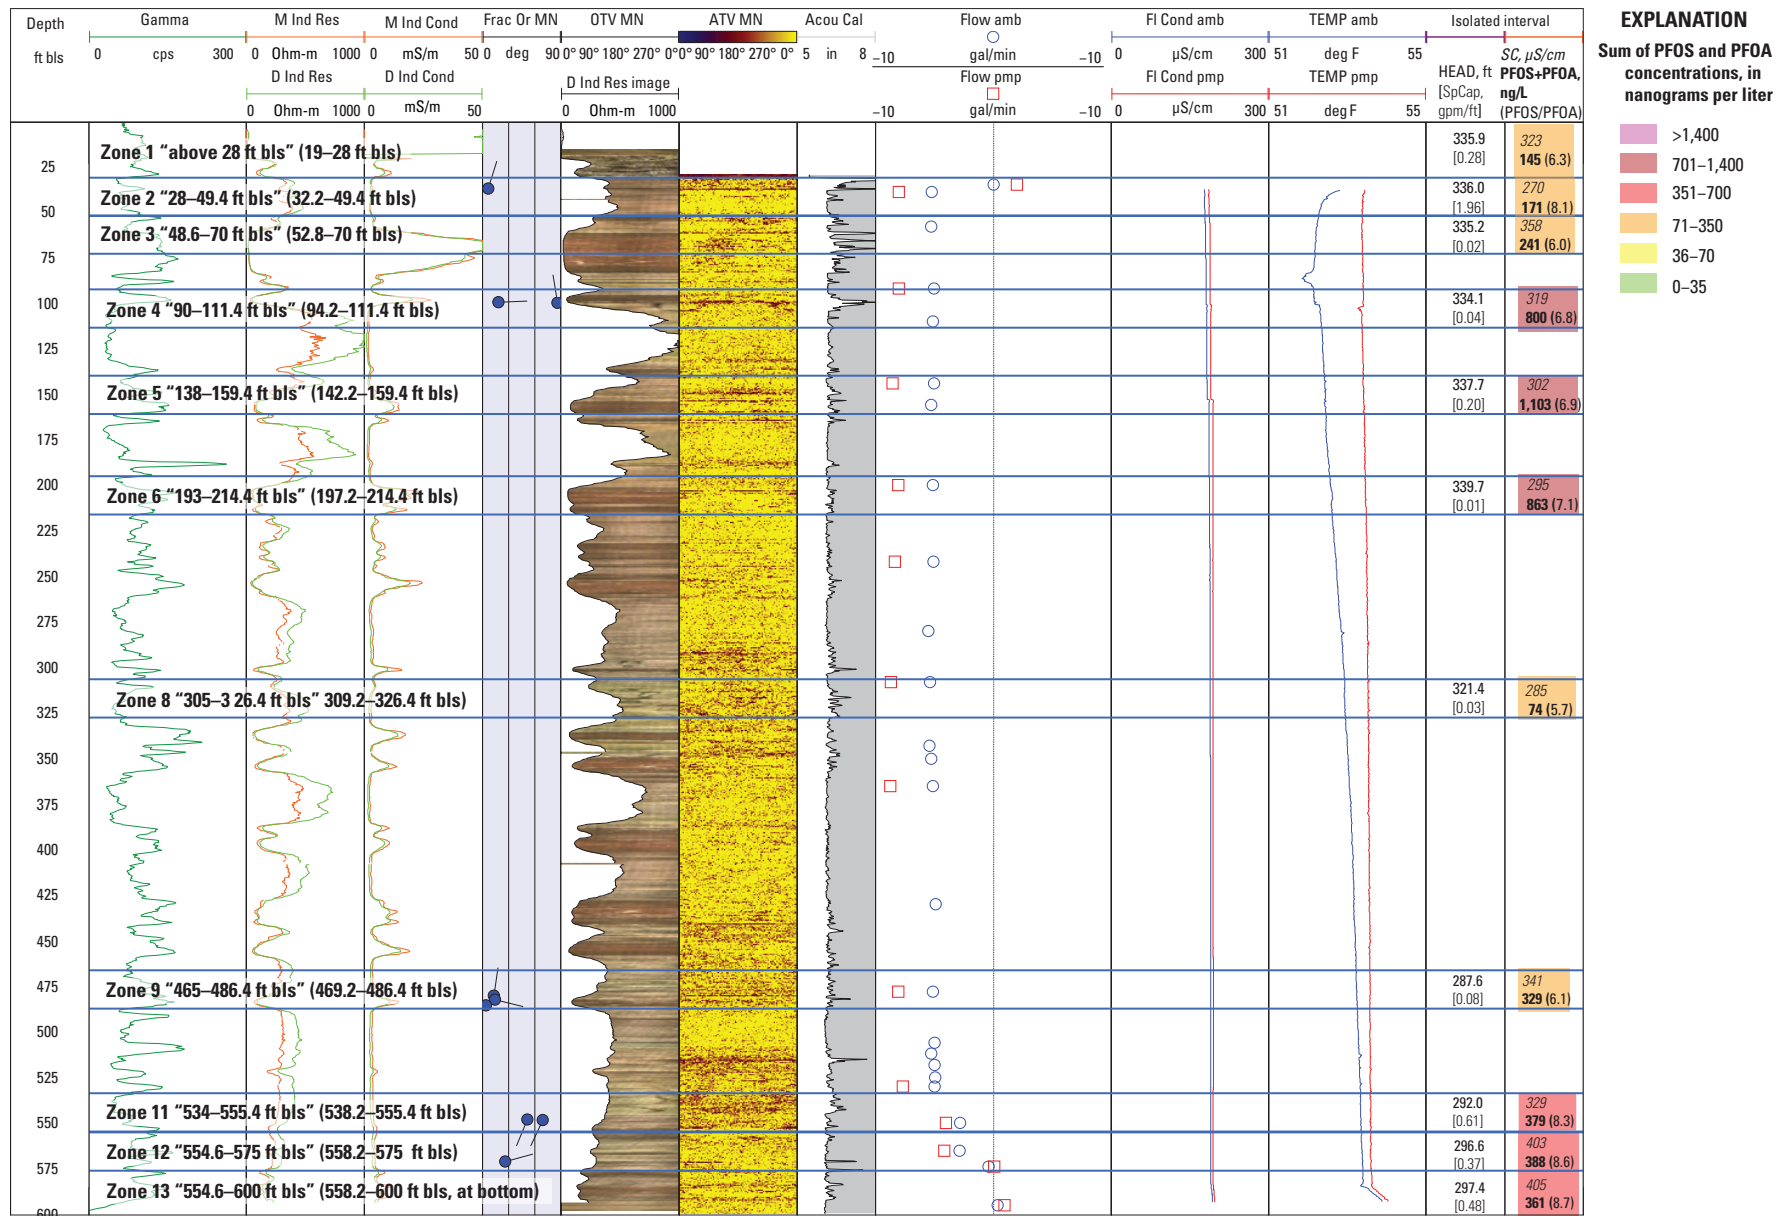 Depth
ft bls
Gamma
0 cps 300
M Ind Res
0 Ohm-m 1000
D Ind Res
0 Ohm-m 1000
M Ind Cond
0 mS/m 50
D Ind Cond
0 mS/m 50
Frac Or MN
0 deg 90
OTV MN
0° 90° 180° 270° 0°
D Ind Res image
0 Ohm-m 1000
ATV MN
0° 90° 180° 270° 0°
Acou Cal
5 in 8
Flow amb
−10 gal/min −10
Flow pmp
−10 gal/min −10
Fl Cond amb
0 µS/cm 300
Fl Cond pmp
0 µS/cm 300
TEMP amb
51 deg F 55
TEMP pmp
51 deg F 55
Isolated interval
HEAD, ft
[SpCap,
gpm/ft]
SC, µS/cm
PFOS+PFOA,
ng/L
(PFOS/PFOA)
EXPLANATION
Sum of PFOS and PFOA
concentrations, in
nanograms per liter
>1,400
701–1,400
351–700
71–350
36–70
0–35
25
50
75
100
125
150
175
200
225
250
275
300
325
350
375
400
425
450
475
500
525
550
575
600
Zone 1 “above 28 ft bls” (19–28 ft bls)
335.9
[0.28]
323
145 (6.3)
Zone 2 “28–49.4 ft bls” (32.2–49.4 ft bls)
336.0
[1.96]
270
171 (8.1)
Zone 3 “48.6–70 ft bls” (52.8–70 ft bls)
335.2
[0.02]
358
241 (6.0)
Zone 4 “90–111.4 ft bls” (94.2–111.4 ft bls)
334.1
[0.04]
319
800 (6.8)
Zone 5 “138–159.4 ft bls” (142.2–159.4 ft bls)
337.7
[0.20]
302
1,103 (6.9)
Zone 6 “193–214.4 ft bls” (197.2–214.4 ft bls)
339.7
[0.01]
295
863 (7.1)
Zone 8 “305–3 26.4 ft bls” 309.2–326.4 ft bls)
321.4
[0.03]
285
74 (5.7)
Zone 9 “465–486.4 ft bls” (469.2–486.4 ft bls)
287.6
[0.08]
341
329 (6.1)
Zone 11 “534–555.4 ft bls” (538.2–555.4 ft bls)
292.0
[0.61]
329
379 (8.3)
Zone 12 “554.6–575 ft bls” (558.2–575 ft bls)
296.6
[0.37]
403
388 (8.6)
Zone 13 “554.6–600 ft bls” (558.2–600 ft bls, at bottom)
297.4
[0.48]
405
361 (8.7)